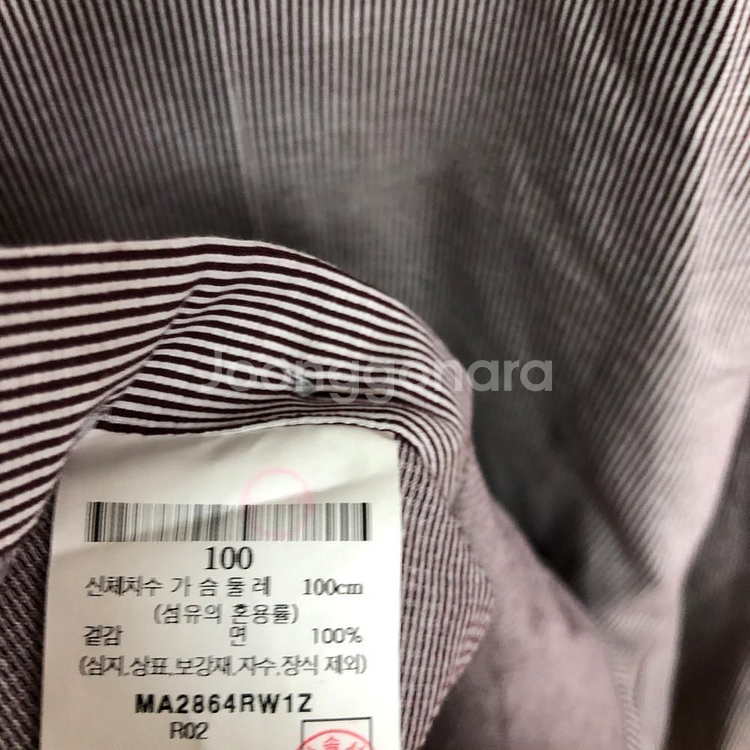 Joonggonara
100
신체치수 가 슴 둘 레 100cm
(섬유의 혼용률)
겉감 면 100%
(심지,상표,보강재,자수,장식 제외)
MA2864RW1Z
R02